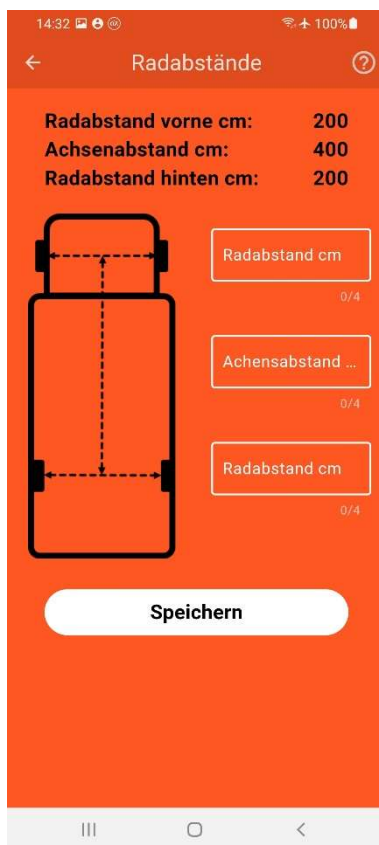 14:32 100%
Radabstände
Radabstand vorne cm: 200
Achsenabstand cm: 400
Radabstand hinten cm: 200
Radabstand cm
0/4
Achensabstand ...
0/4
Radabstand cm
0/4
Speichern